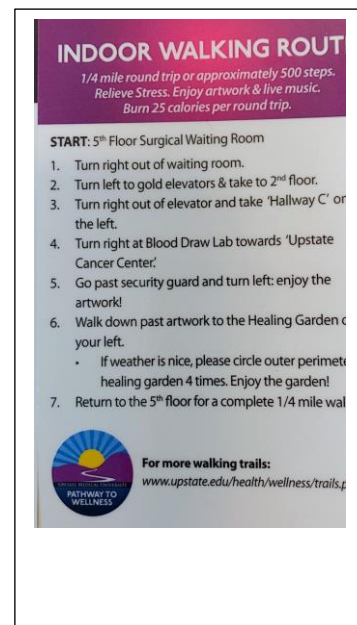 INDOOR WALKING ROUT
1/4 mile round trip or approximately 500 steps.
Relieve Stress. Enjoy artwork & live music.
Burn 25 calories per round trip.
START: 5th Floor Surgical Waiting Room
1. Turn right out of waiting room.
2. Turn left to gold elevators & take to 2nd floor.
3. Turn right out of elevator and take 'Hallway C' on
the left.
4. Turn right at Blood Draw Lab towards 'Upstate
Cancer Center.'
5. Go past security guard and turn left: enjoy the
artwork!
6. Walk down past artwork to the Healing Garden o
your left.
• If weather is nice, please circle outer perimete
healing garden 4 times. Enjoy the garden!
7. Return to the 5th floor for a complete 1/4 mile wal
For more walking trails:
www.upstate.edu/health/wellness/trails.p
UPSTATE MEDICAL UNIVERSITY
PATHWAY TO
WELLNESS